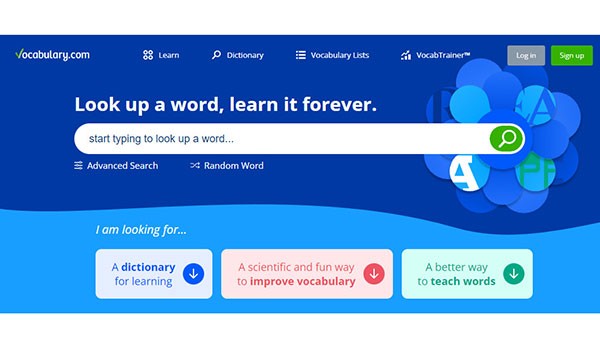 Vocabulary.com
Learn
Dictionary
Vocabulary Lists
VocabTrainer™
Log in
Sign up
Look up a word, learn it forever.
start typing to look up a word...
Advanced Search
Random Word
I am looking for...
A dictionary
for learning
A scientific and fun way
to improve vocabulary
A better way
to teach words